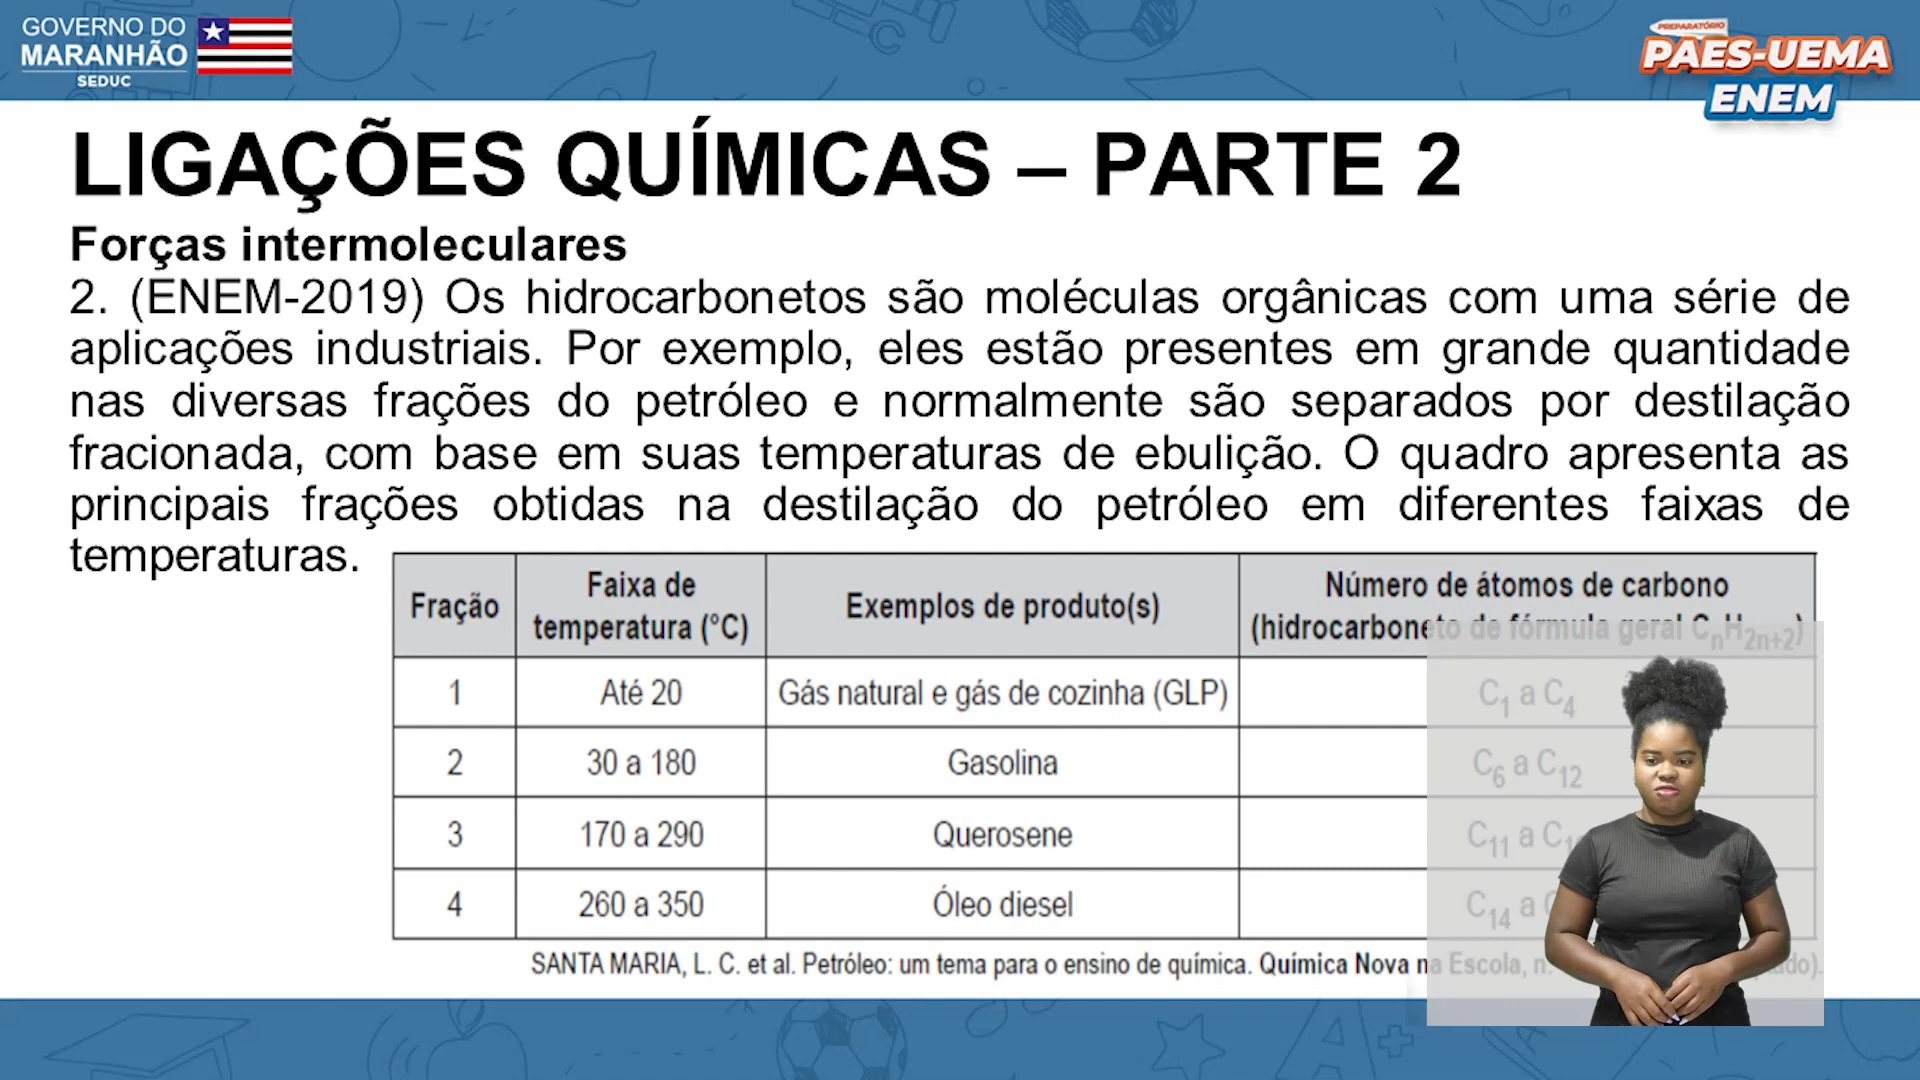 GOVERNO DO
MARANHÃO
SEDUC
PREPARATÓRIO
PAES-UEMA
ENEM
LIGAÇÕES QUÍMICAS – PARTE 2
Forças intermoleculares
2. (ENEM-2019) Os hidrocarbonetos são moléculas orgânicas com uma série de
aplicações industriais. Por exemplo, eles estão presentes em grande quantidade
nas diversas frações do petróleo e normalmente são separados por destilação
fracionada, com base em suas temperaturas de ebulição. O quadro apresenta as
principais frações obtidas na destilação do petróleo em diferentes faixas de
temperaturas.
Fração
Faixa de
temperatura (°C)
Exemplos de produto(s)
Número de átomos de carbono
(hidrocarboneto de fórmula geral CnH2n+2)
1 Até 20 Gás natural e gás de cozinha (GLP) C1 a C4
2 30 a 180 Gasolina C6 a C12
3 170 a 290 Querosene C11 a
4 260 a 350 Óleo diesel C14 a
SANTA MARIA, L. C. et al. Petróleo: um tema para o ensino de química. Química Nova na Escola, n.